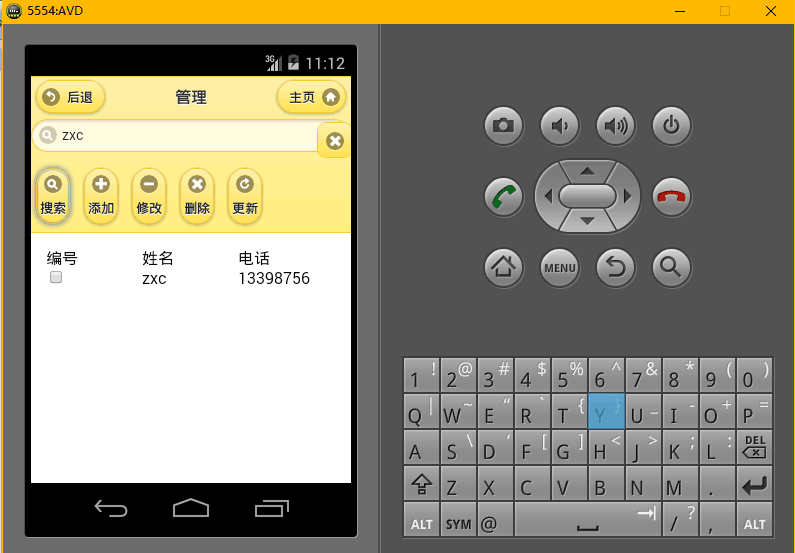 5554:AVD
3G 11:12
后退 管理 主页
zxc
搜索 添加 修改 删除 更新
编号 姓名 电话
zxc 13398756
MENU
1 ! 2 @ 3 # 4 $ 5 % 6 ^ 7 & 8 * 9 ( 0 )
Q | W ~ E “ R ` T { Y } U _ I - O + P =
A S \ D ‘ F [ G ] H < J > K ; L : DEL
Z X C V B N M .
ALT SYM @ / ? , ALT